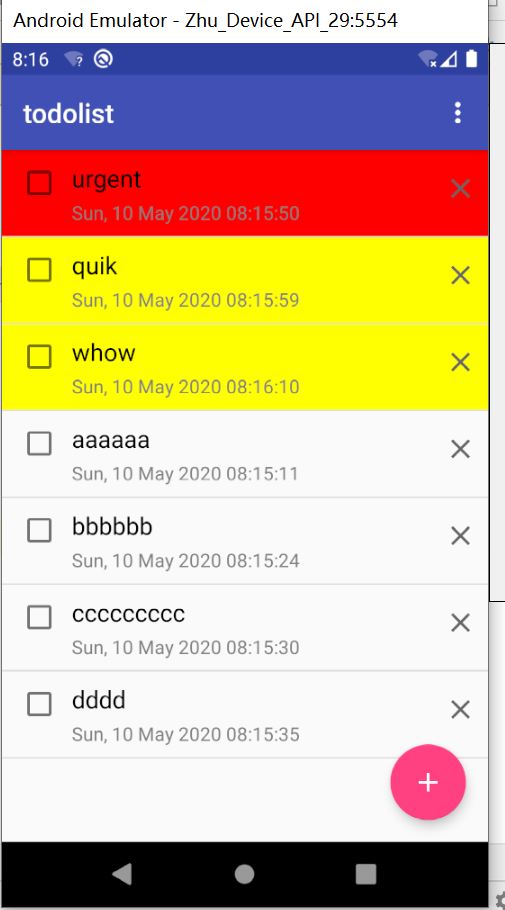 Android Emulator - Zhu_Device_API_29:5554
8:16
todolist
urgent
Sun, 10 May 2020 08:15:50
quik
Sun, 10 May 2020 08:15:59
whow
Sun, 10 May 2020 08:16:10
aaaaaa
Sun, 10 May 2020 08:15:11
bbbbbb
Sun, 10 May 2020 08:15:24
ccccccccc
Sun, 10 May 2020 08:15:30
dddd
Sun, 10 May 2020 08:15:35